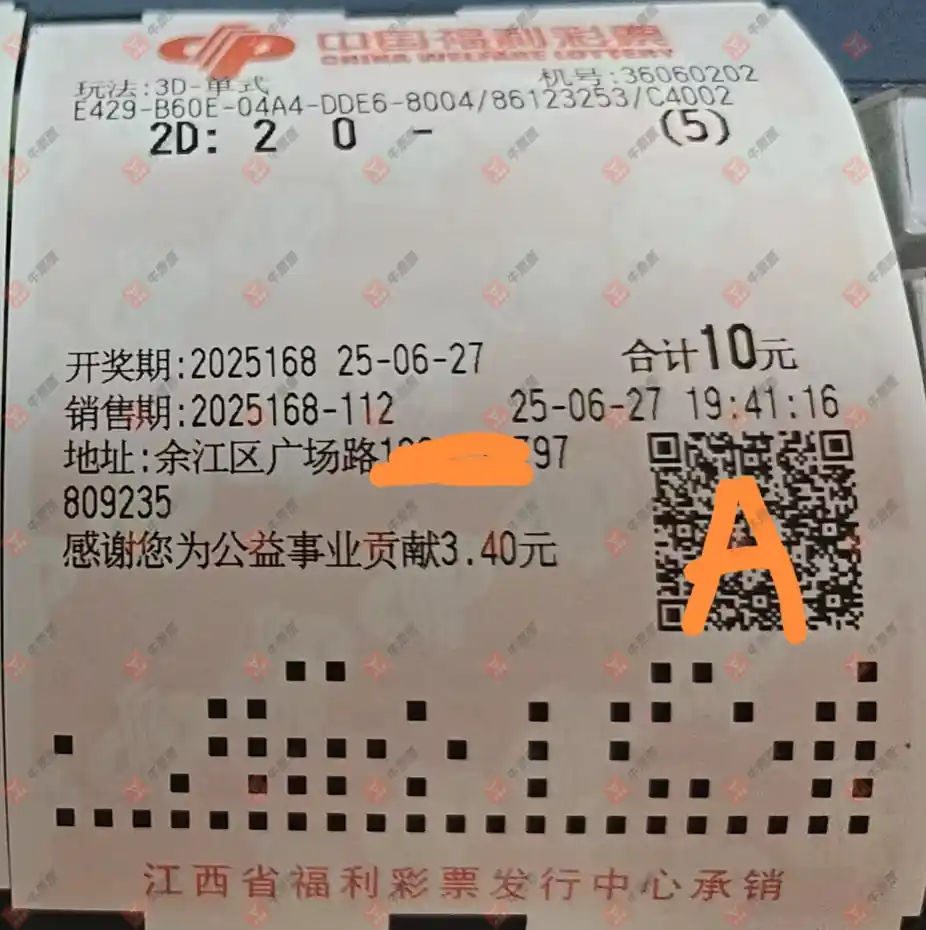 中国福利彩票
CHINA WELFARE LOTTERY
玩法:3D-单式 机号:36060202
E429-B60E-04A4-DDE6-8004/86123253/C4002
2D: 2 0 - (5)
开奖期:2025168 25-06-27 合计10元
销售期:2025168-112 25-06-27 19:41:16
地址:余江区广场路 797
809235
感谢您为公益事业贡献3.40元
A
江西省福利彩票发行中心承销